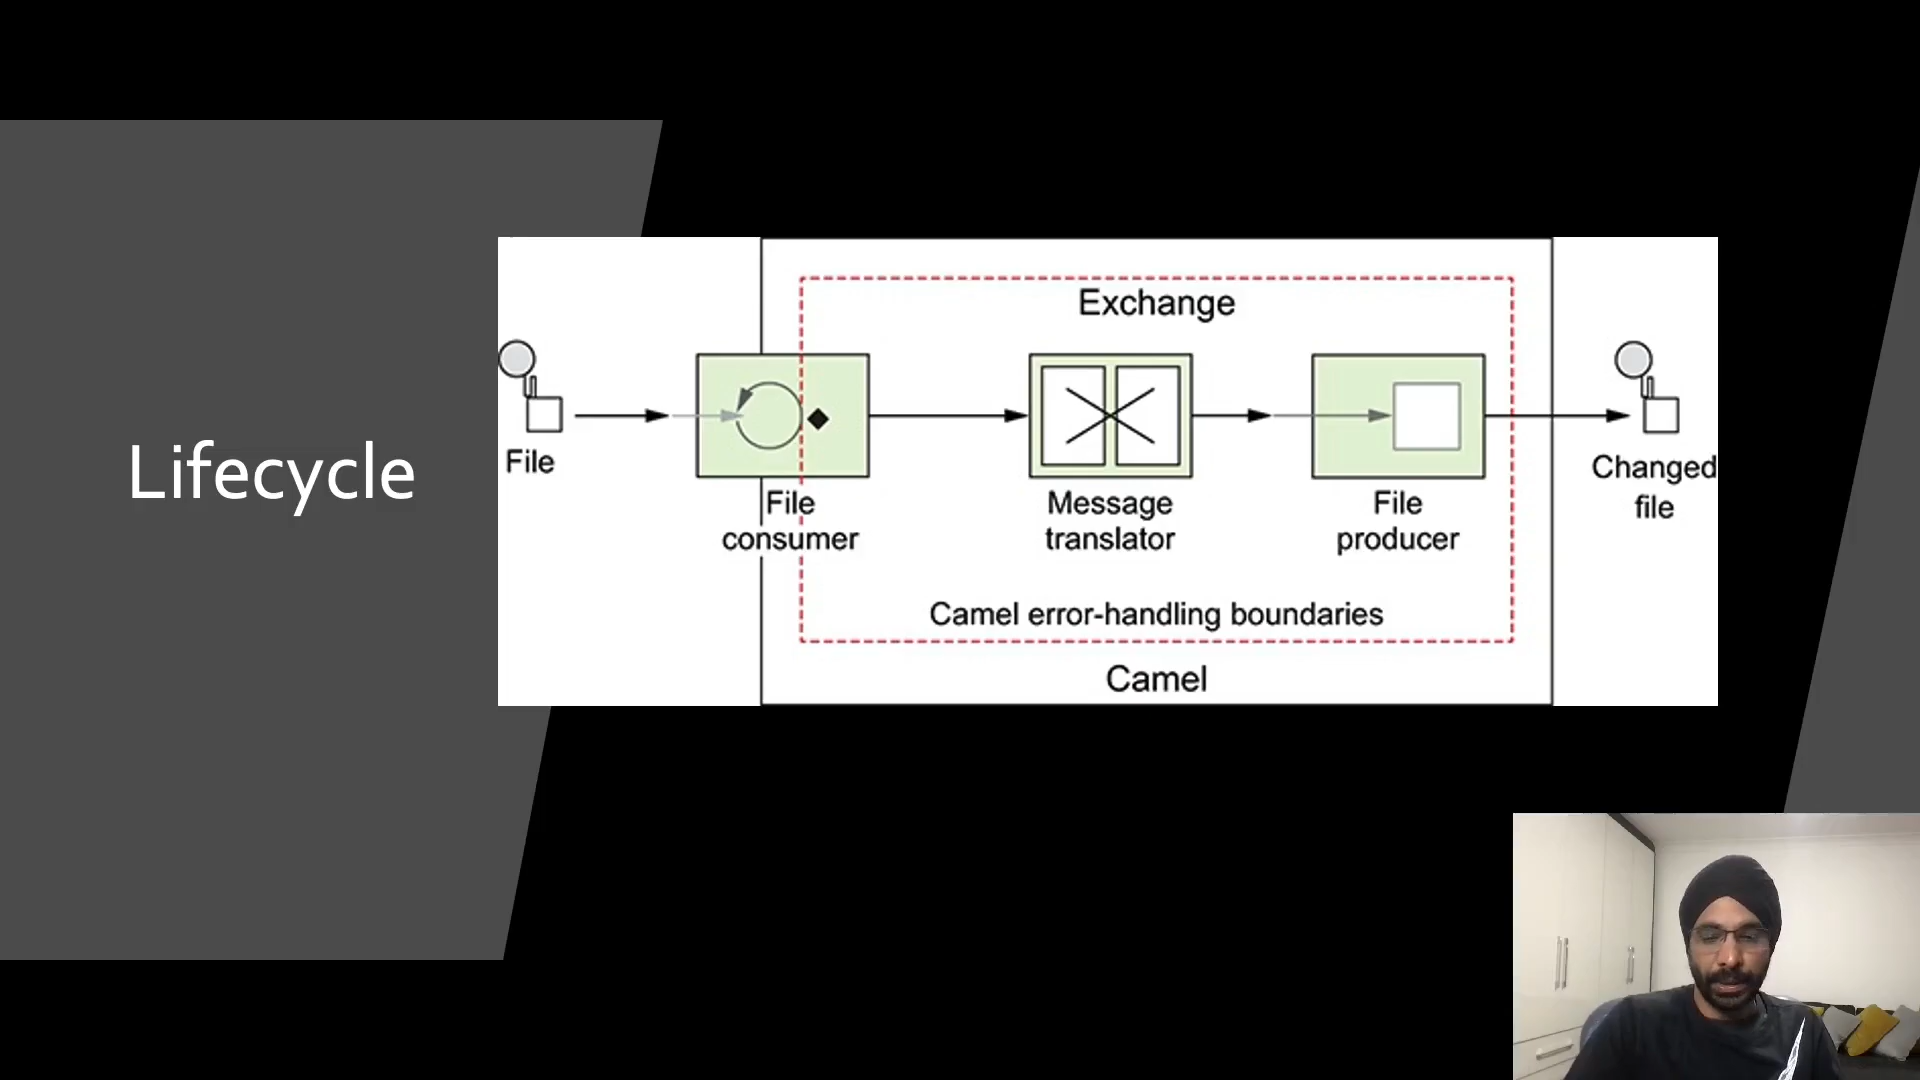 Lifecycle
Exchange
File
File
consumer
Message
translator
File
producer
Changed
file
Camel error-handling boundaries
Camel